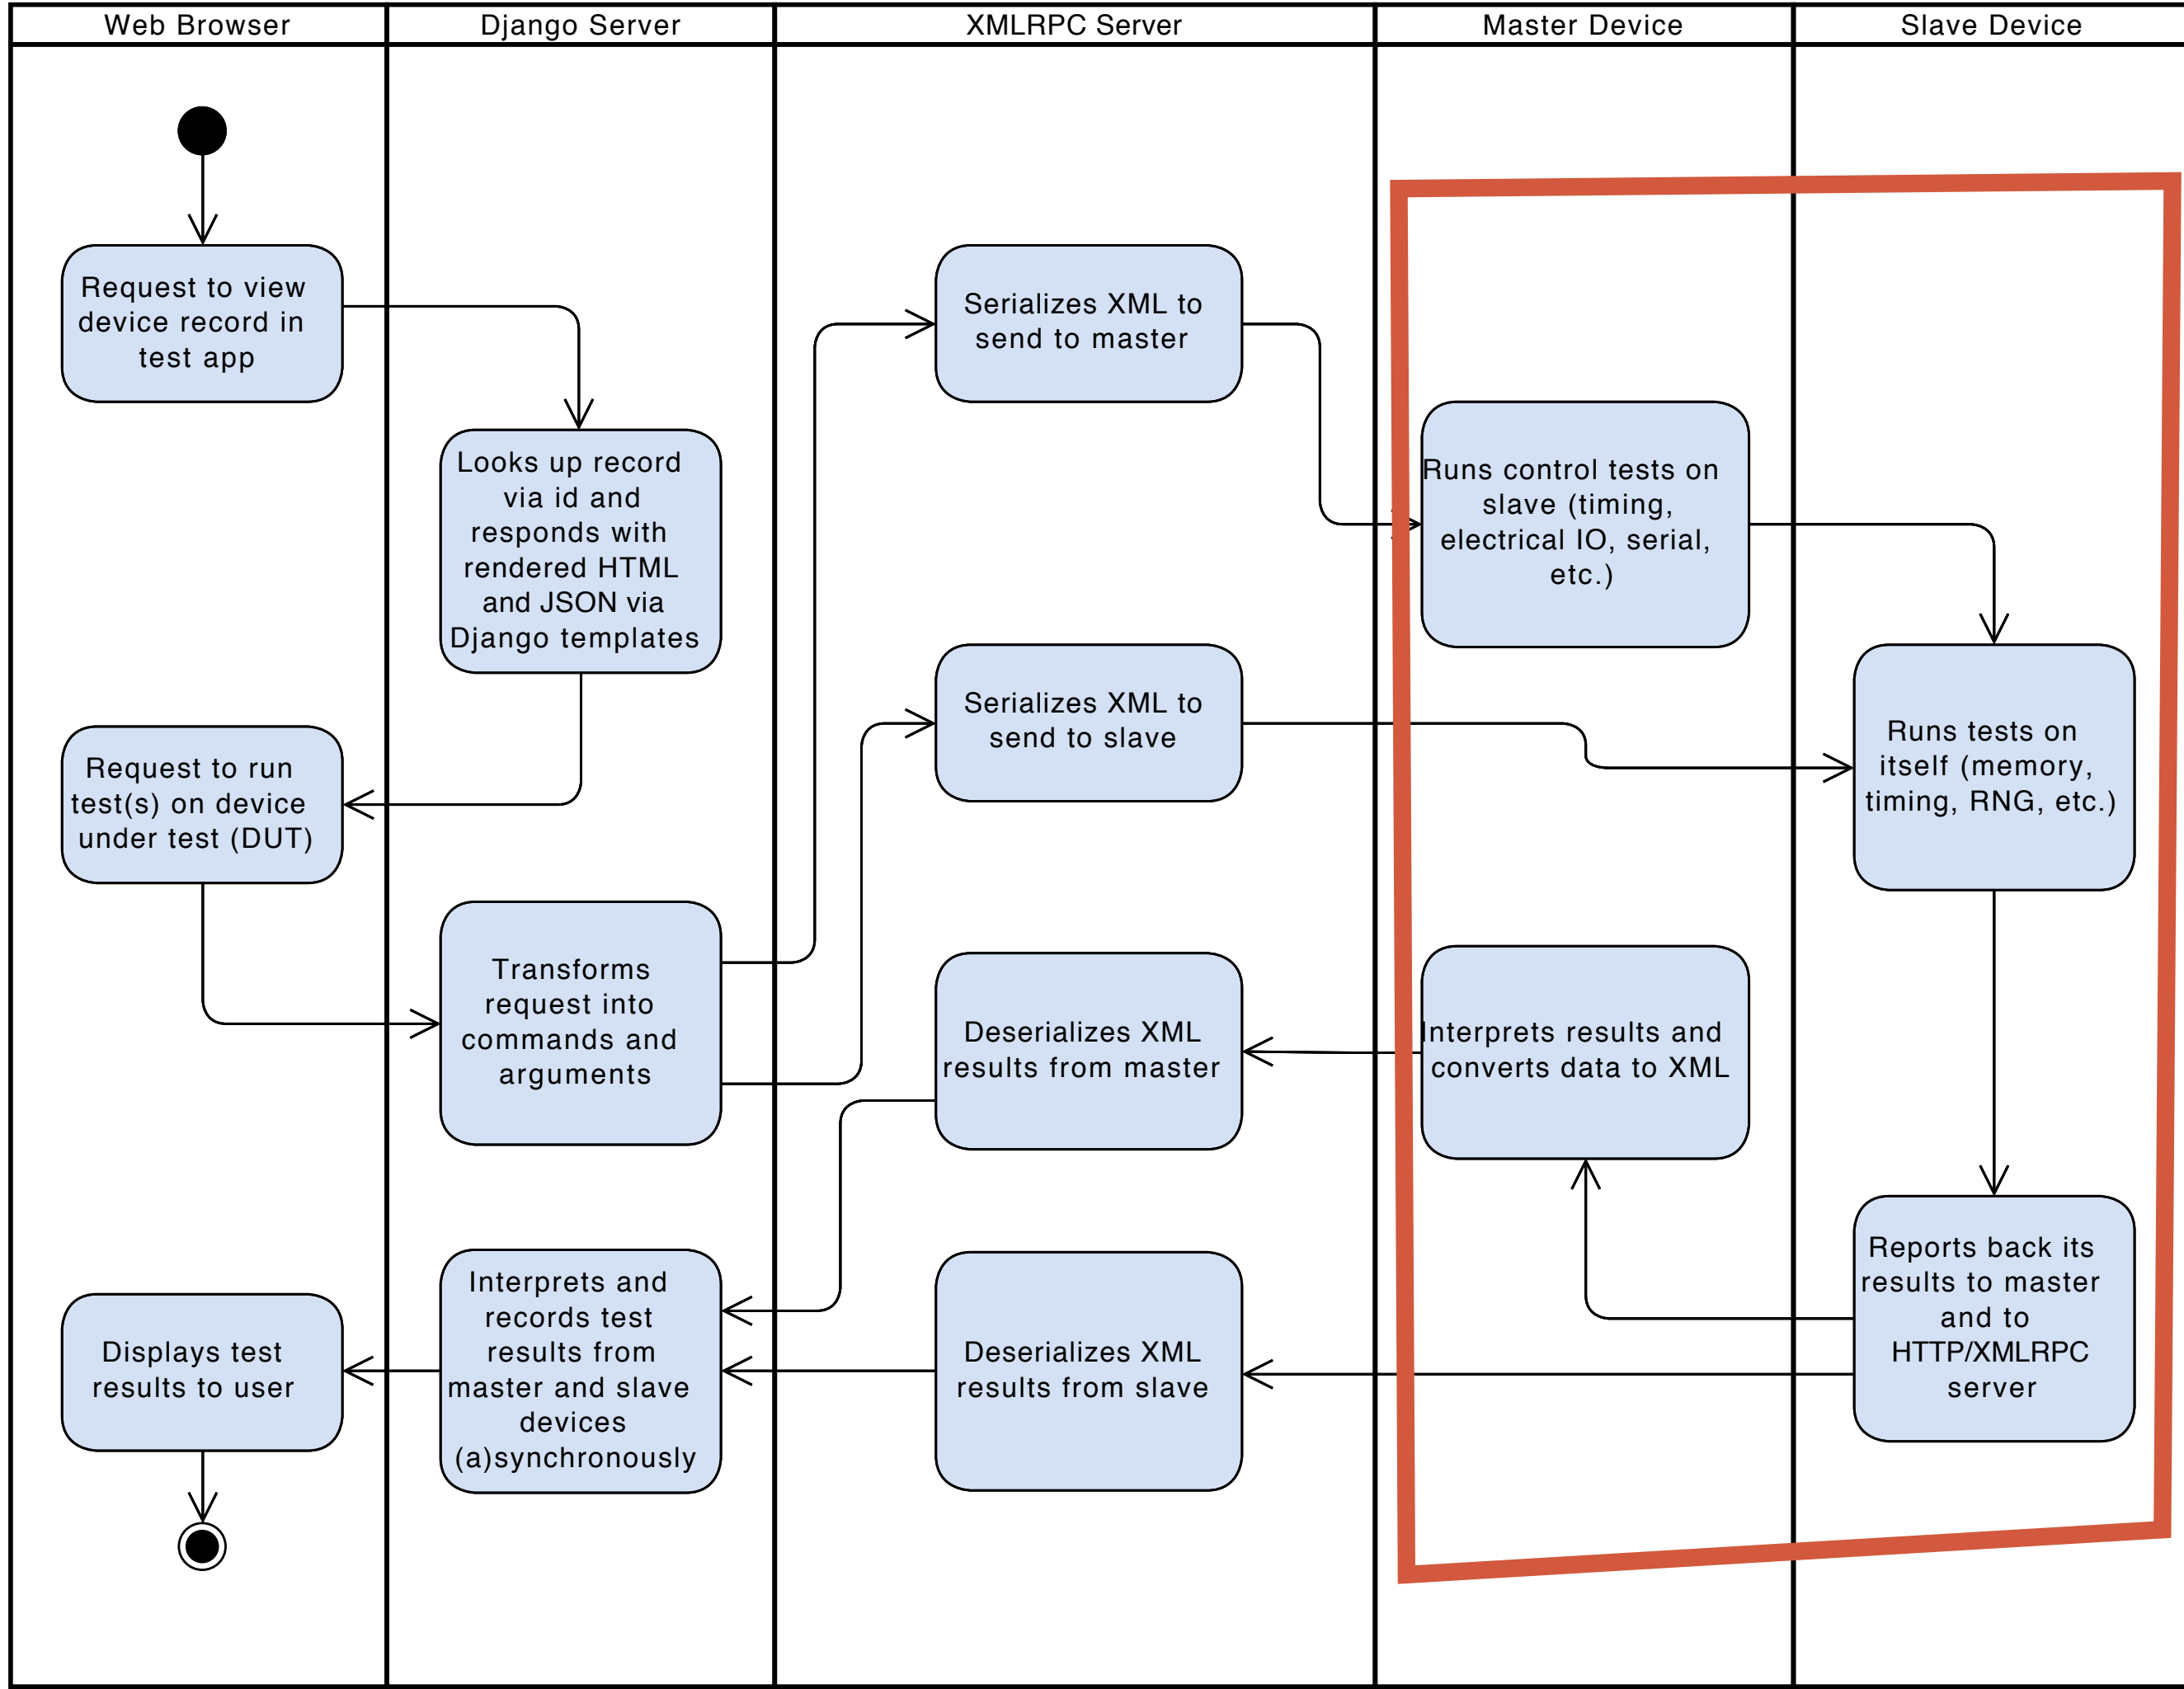 Web Browser
Django Server
XMLRPC Server
Master Device
Slave Device
Request to view
device record in
test app
Looks up record
via id and
responds with
rendered HTML
and JSON via
Django templates
Request to run
test(s) on device
under test (DUT)
Transforms
request into
commands and
arguments
Serializes XML to
send to master
Serializes XML to
send to slave
Runs control tests on
slave (timing,
electrical IO, serial,
etc.)
Runs tests on
itself (memory,
timing, RNG, etc.)
Reports back its
results to master
and to
HTTP/XMLRPC
server
Interprets results and
converts data to XML
Deserializes XML
results from master
Deserializes XML
results from slave
Interprets and
records test
results from
master and slave
devices
(a)synchronously
Displays test
results to user